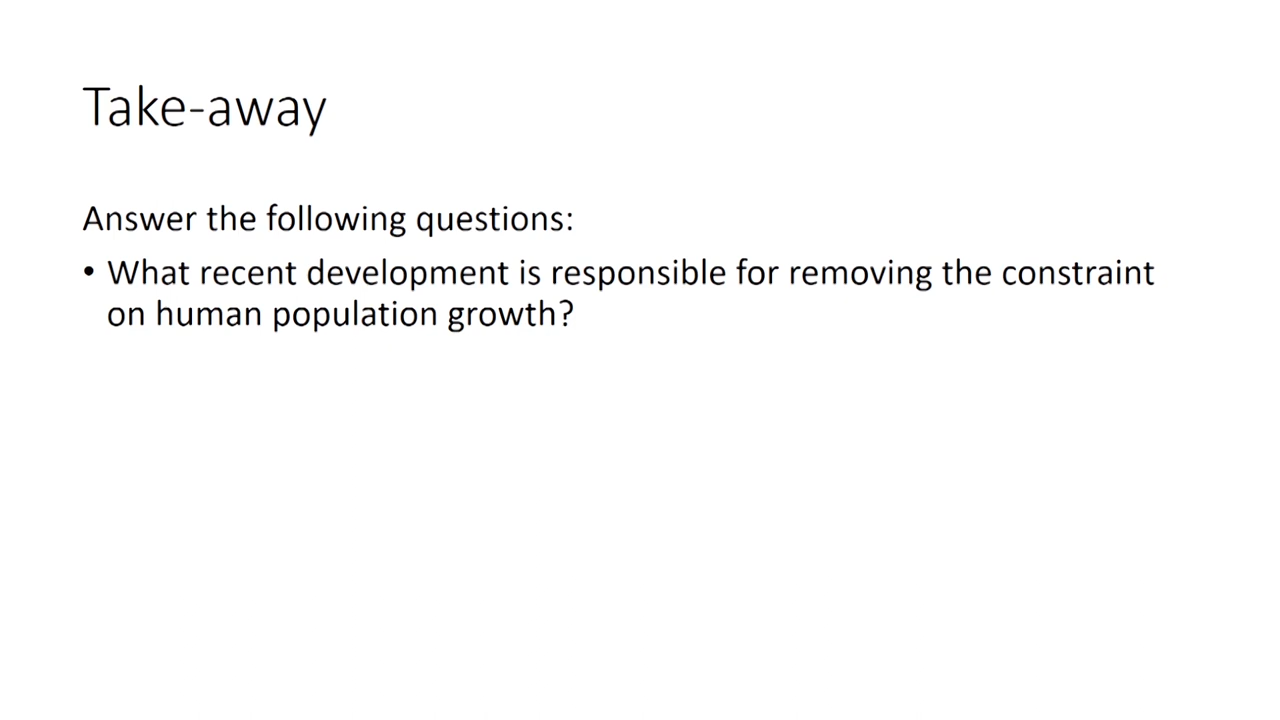 Take-away
Answer the following questions:
• What recent development is responsible for removing the constraint
on human population growth?